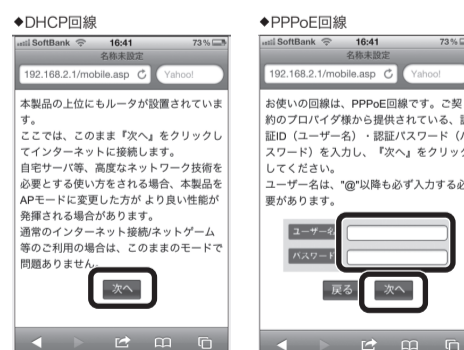 ◆DHCP回線
SoftBank 16:41 73%
名称未設定
192.168.2.1/mobile.asp Yahoo!
本製品の上位にもルータが設置されていま
す。
ここでは、このまま『次へ』をクリックし
てインターネットに接続します。
自宅サーバ等、高度なネットワーク技術を
必要とする使い方をされる場合、本製品を
APモードに変更した方が より良い性能が
発揮される場合があります。
通常のインターネット接続/ネットゲーム
等のご利用の場合は、このままのモードで
問題ありません。
次へ
◆PPPoE回線
SoftBank 16:41 73%
名称未設定
192.168.2.1/mobile.asp Yahoo!
お使いの回線は、PPPoE回線です。ご契
約のプロバイダ様から提供されている、認
証ID（ユーザー名）・認証パスワード（パ
スワード）を入力し、『次へ』をクリック
してください。
ユーザー名は、"@"以降も必ず入力する必
要があります。
ユーザー名
パスワード
戻る 次へ